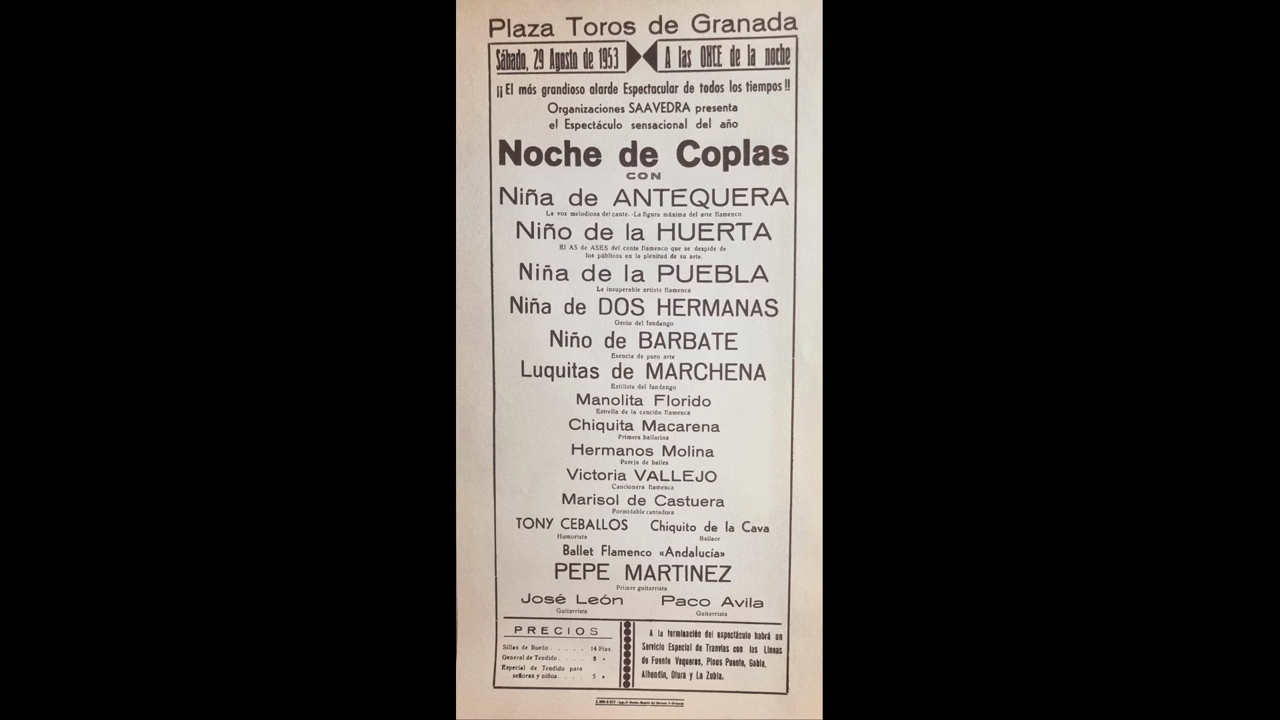 Plaza Toros de Granada
Sábado, 29 Agosto de 1953 A las ONCE de la noche
¡¡El más grandioso alarde Espectacular de todos los tiempos!!
Organizaciones SAAVEDRA presenta
el Espectáculo sensacional del año
Noche de Coplas
CON
Niña de ANTEQUERA
La voz melodiosa del cante.-La figura máxima del arte flamenco
Niño de la HUERTA
El AS de ASES del cante flamenco que se despide de
los públicos en la plenitud de su arte.
Niña de la PUEBLA
La insuperable artista flamenca
Niña de DOS HERMANAS
Genio del fandango
Niño de BARBATE
Esencia de puro arte
Luquitas de MARCHENA
Estilista del fandango
Manolita Florido
Estrella de la canción flamenca
Chiquita Macarena
Primera bailarina
Hermanos Molina
Pareja de bailes
Victoria VALLEJO
Cancionera flamenca
Marisol de Castuera
Formidable cantadora
TONY CEBALLOS Chiquito de la Cava
Humorista Bailaor
Ballet Flamenco «Andalucía»
PEPE MARTINEZ
Primer guitarrista
José León Paco Avila
Guitarrista Guitarrista
PRECIOS
Sillas de Ruedo . . . . . 14 Ptas.
General de Tendido . . . . 8 »
Especial de Tendido para
señoras y niños . . . . 5 »
A la terminación del espectáculo habrá un
Servicio Especial de Tranvías con las Líneas
de Fuente Vaqueros, Pinos Puente, Gabia,
Alhendín, Otura y La Zubia.